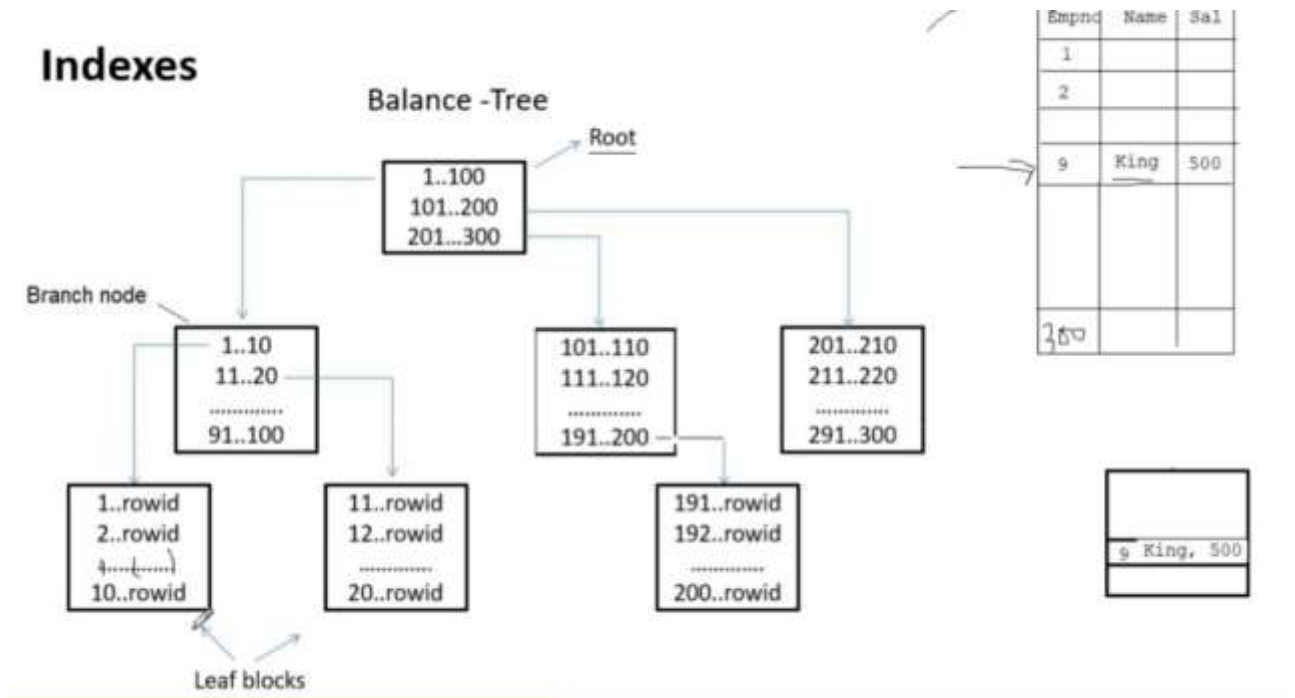 Indexes
Balance -Tree
Root
1..100
101..200
201...300
Branch node
1..10
11..20
.............
91..100
101..110
111..120
.............
191..200
201..210
211..220
.............
291..300
1..rowid
2..rowid
.............
10..rowid
11..rowid
12..rowid
.............
20..rowid
191..rowid
192..rowid
.............
200..rowid
Leaf blocks
Empno Name Sal
1
2
9 King 500
300
9 King, 500